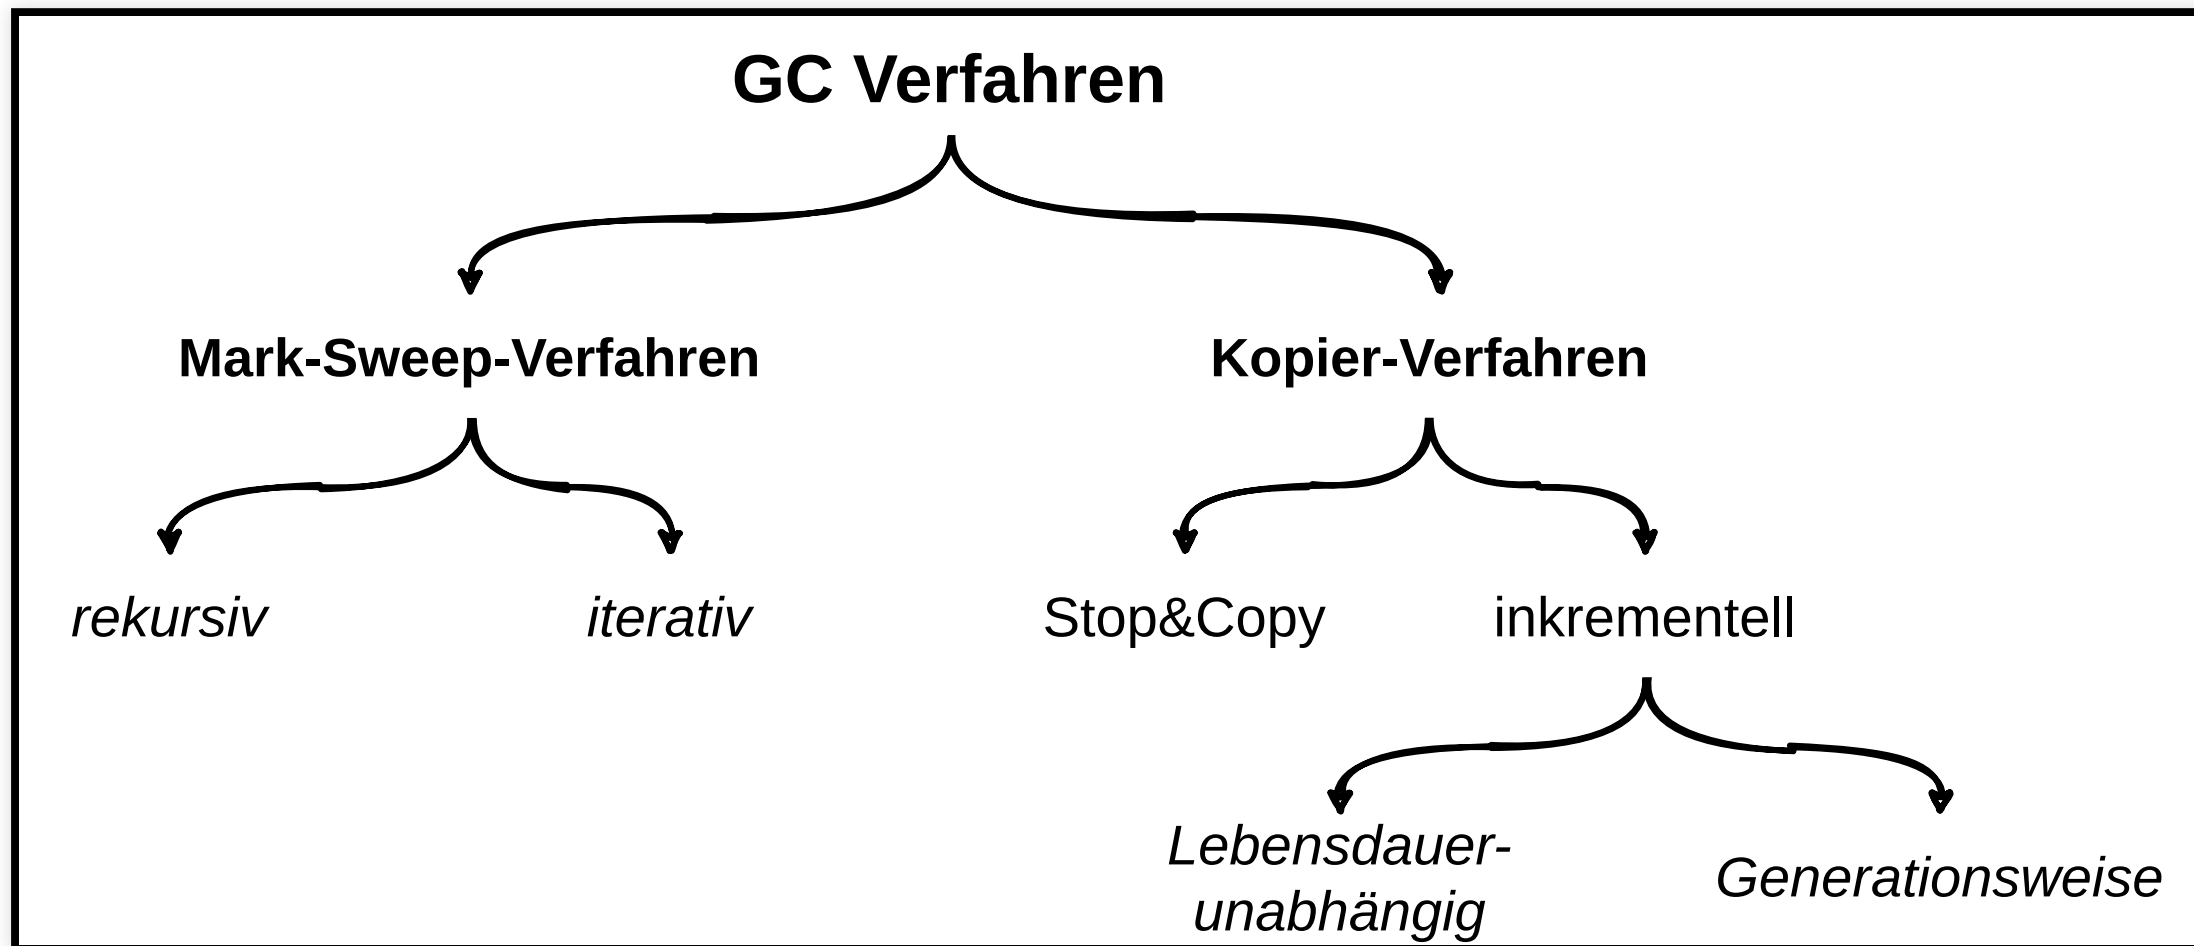 GC Verfahren
Mark-Sweep-Verfahren
Kopier-Verfahren
rekursiv
iterativ
Stop&Copy
inkrementell
Lebensdauer-
unabhängig
Generationsweise